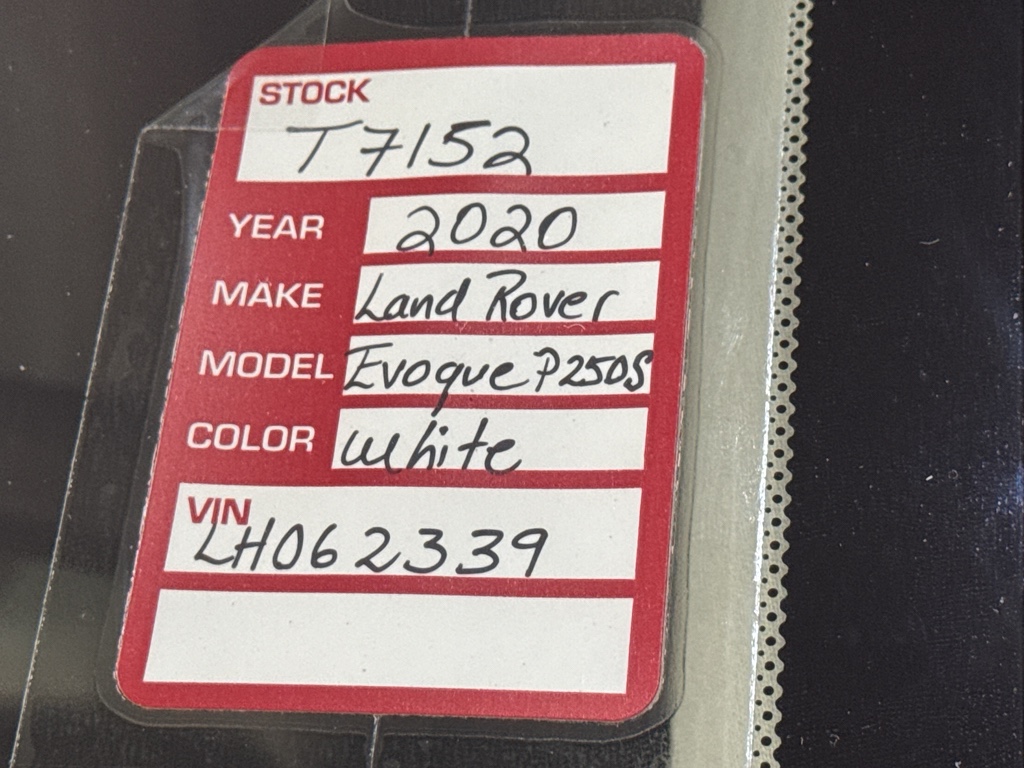 STOCK
T7152
YEAR 2020
MAKE Land Rover
MODEL Evoque P250S
COLOR white
VIN
LH062339